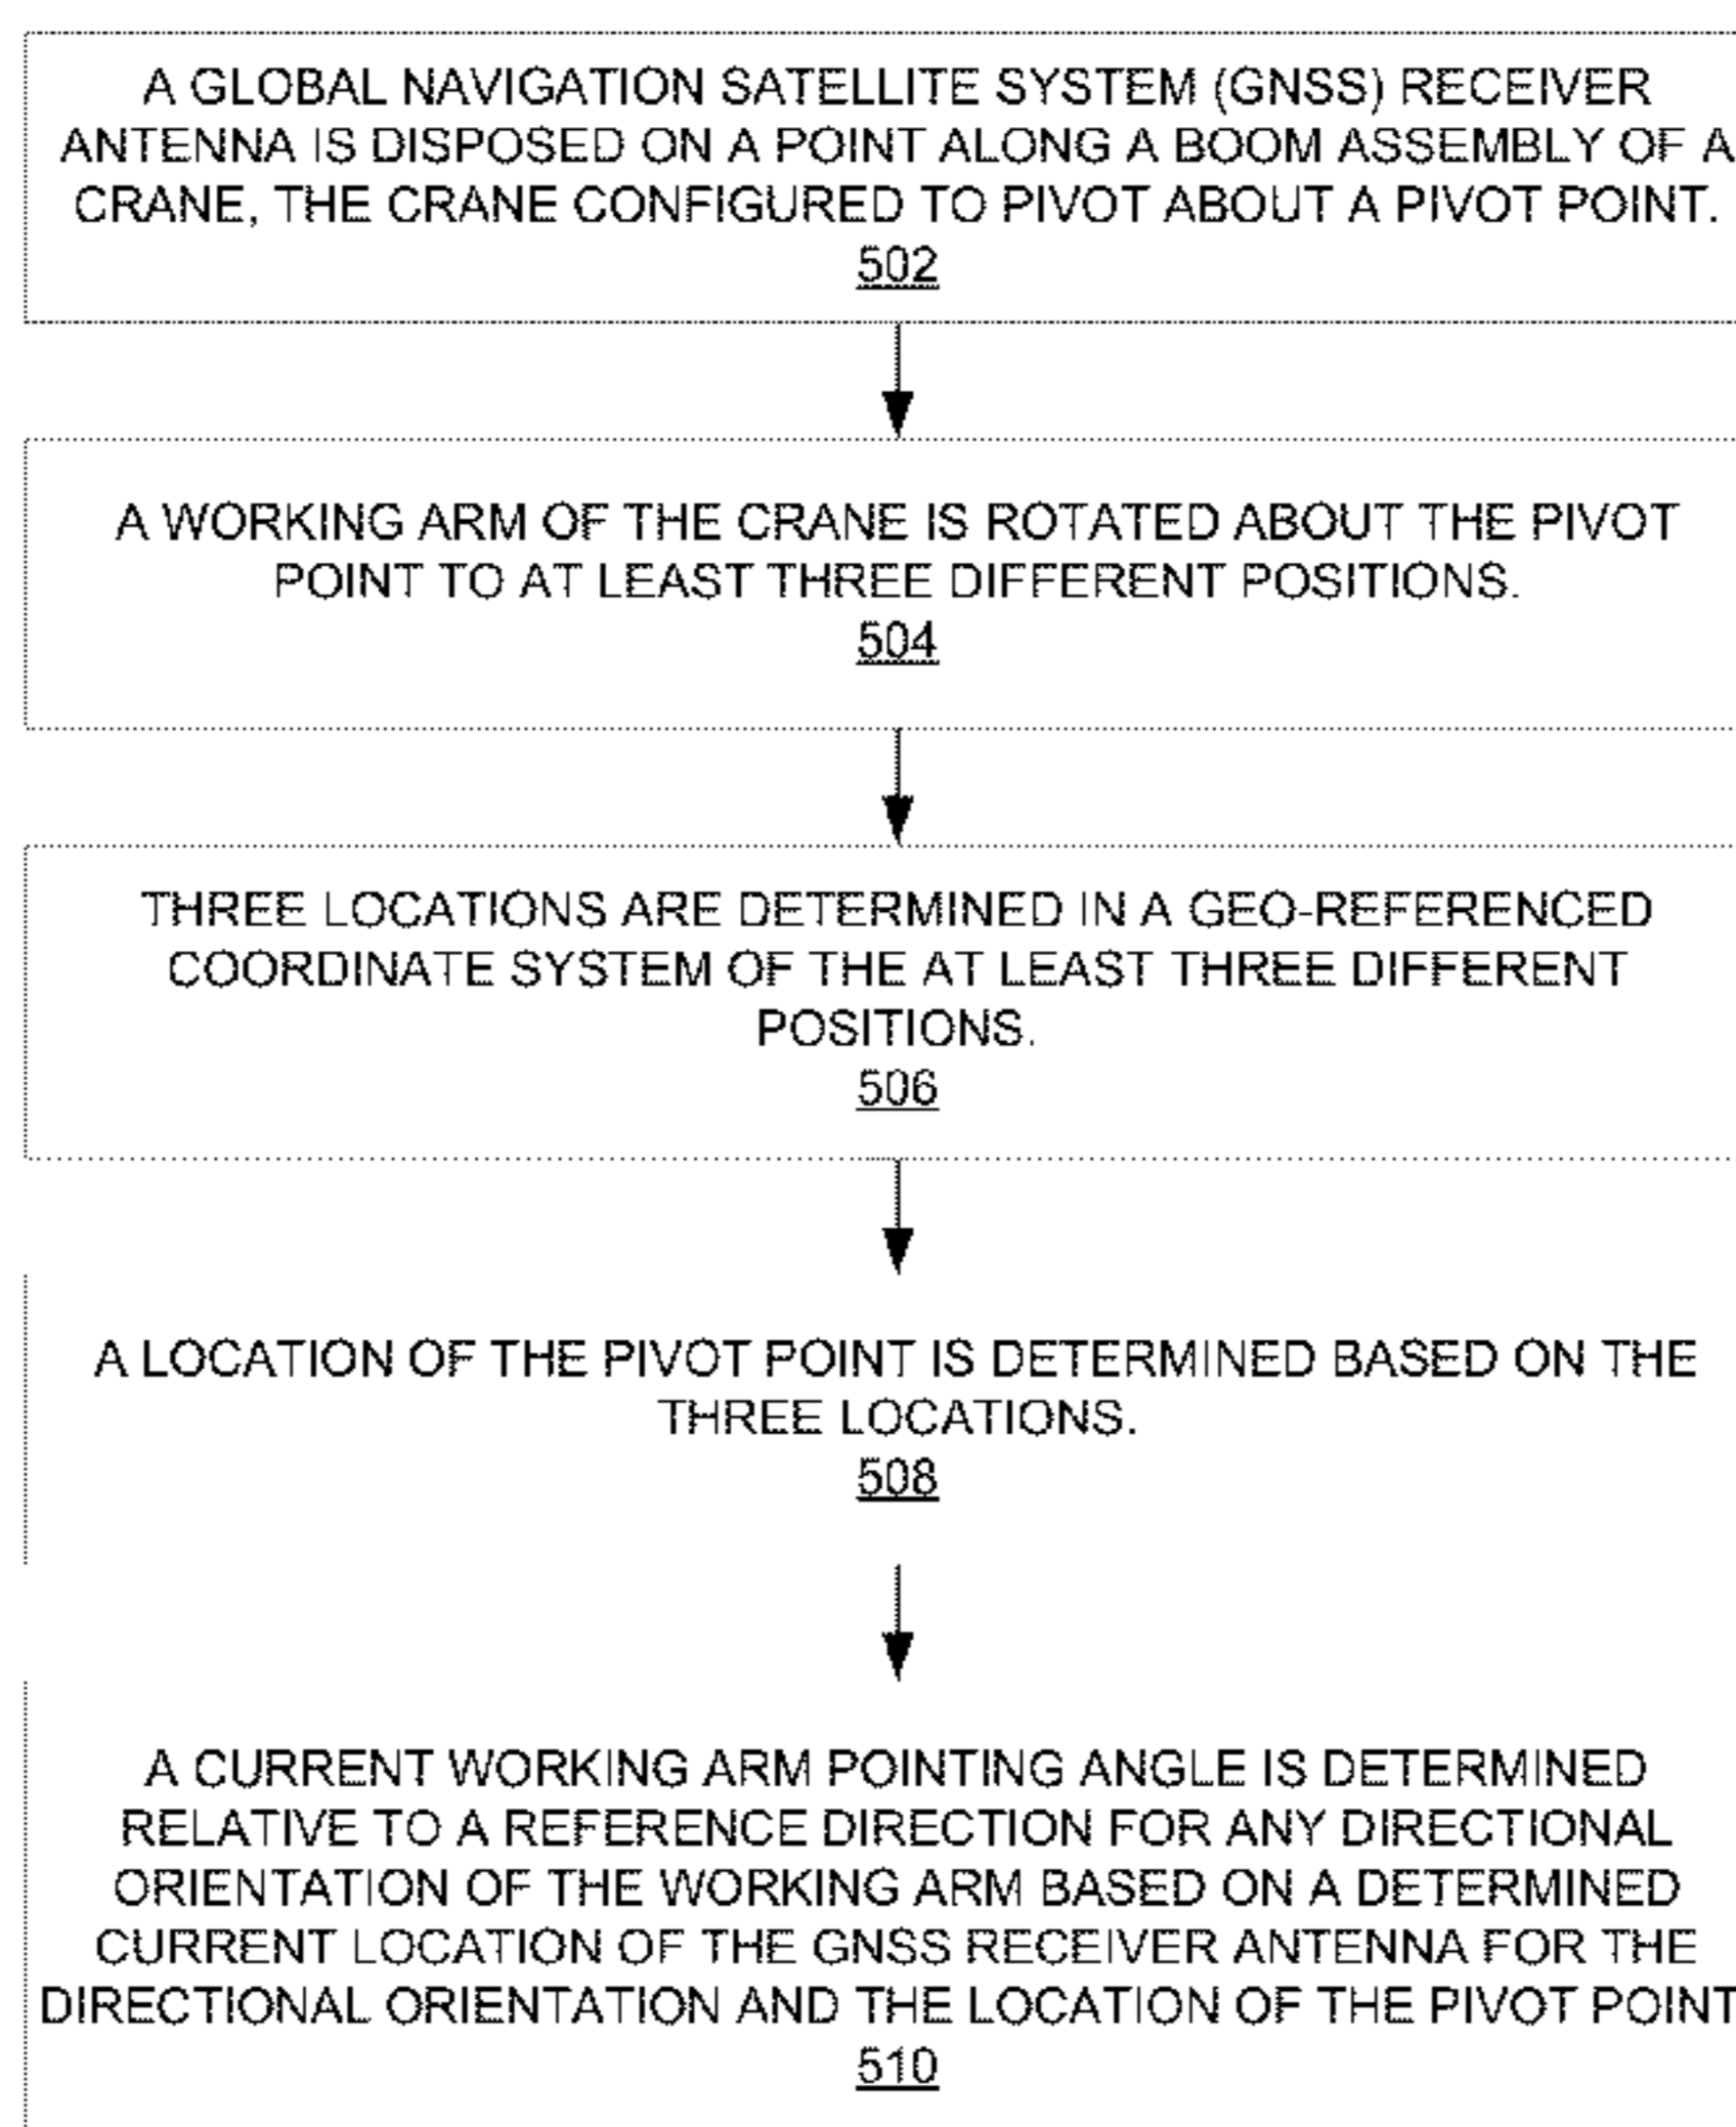 A GLOBAL NAVIGATION SATELLITE SYSTEM (GNSS) RECEIVER
ANTENNA IS DISPOSED ON A POINT ALONG A BOOM ASSEMBLY OF A
CRANE, THE CRANE CONFIGURED TO PIVOT ABOUT A PIVOT POINT.
502
A WORKING ARM OF THE CRANE IS ROTATED ABOUT THE PIVOT
POINT TO AT LEAST THREE DIFFERENT POSITIONS.
504
THREE LOCATIONS ARE DETERMINED IN A GEO-REFERENCED
COORDINATE SYSTEM OF THE AT LEAST THREE DIFFERENT
POSITIONS.
506
A LOCATION OF THE PIVOT POINT IS DETERMINED BASED ON THE
THREE LOCATIONS.
508
A CURRENT WORKING ARM POINTING ANGLE IS DETERMINED
RELATIVE TO A REFERENCE DIRECTION FOR ANY DIRECTIONAL
ORIENTATION OF THE WORKING ARM BASED ON A DETERMINED
CURRENT LOCATION OF THE GNSS RECEIVER ANTENNA FOR THE
DIRECTIONAL ORIENTATION AND THE LOCATION OF THE PIVOT POINT
510